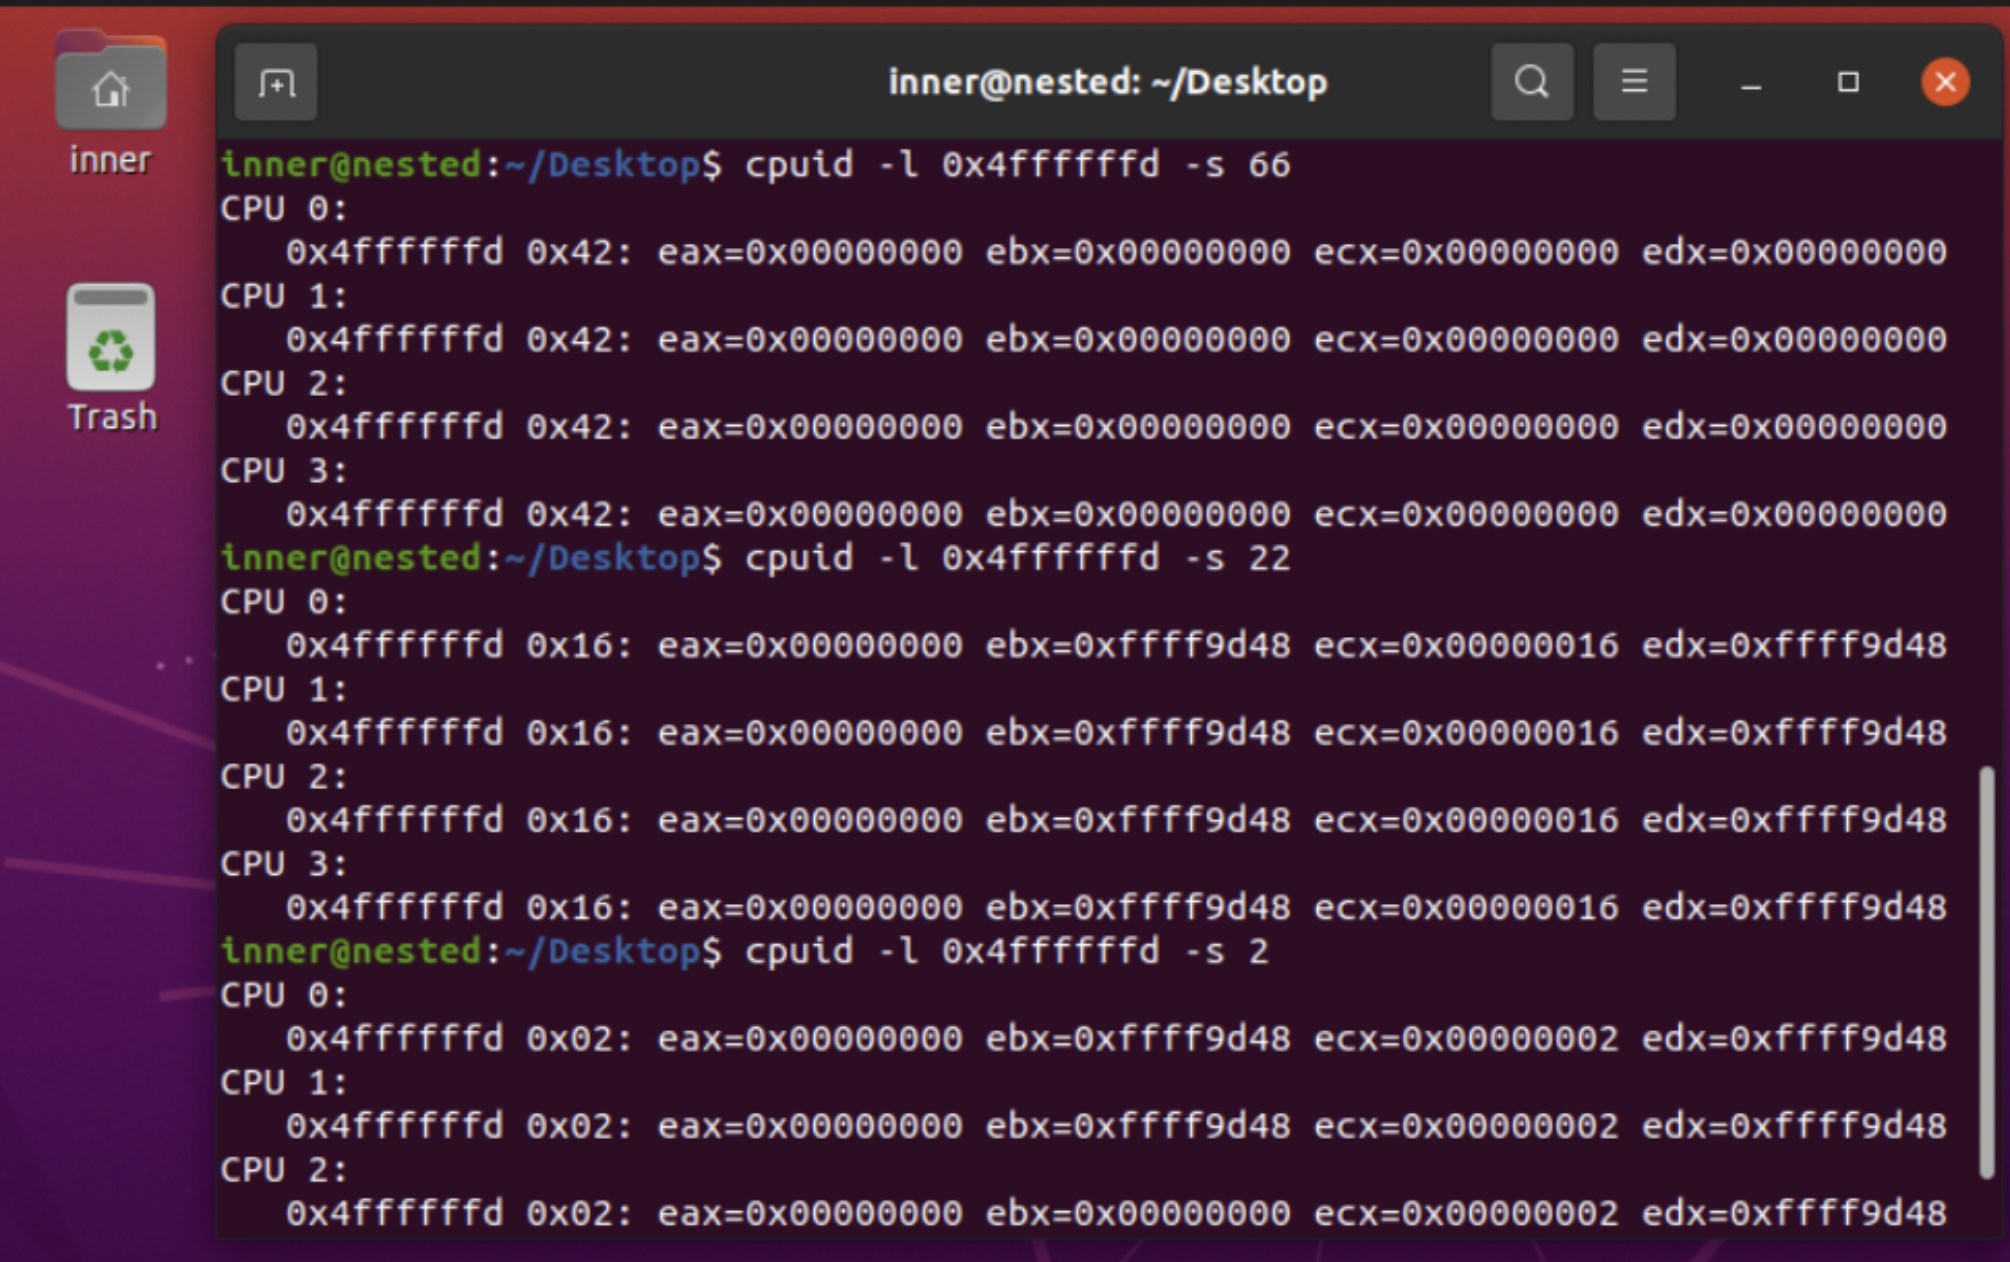 inner@nested: ~/Desktop
inner
Trash
inner@nested:~/Desktop$ cpuid -l 0x4ffffffd -s 66
CPU 0:
   0x4ffffffd 0x42: eax=0x00000000 ebx=0x00000000 ecx=0x00000000 edx=0x00000000
CPU 1:
   0x4ffffffd 0x42: eax=0x00000000 ebx=0x00000000 ecx=0x00000000 edx=0x00000000
CPU 2:
   0x4ffffffd 0x42: eax=0x00000000 ebx=0x00000000 ecx=0x00000000 edx=0x00000000
CPU 3:
   0x4ffffffd 0x42: eax=0x00000000 ebx=0x00000000 ecx=0x00000000 edx=0x00000000
inner@nested:~/Desktop$ cpuid -l 0x4ffffffd -s 22
CPU 0:
   0x4ffffffd 0x16: eax=0x00000000 ebx=0xffff9d48 ecx=0x00000016 edx=0xffff9d48
CPU 1:
   0x4ffffffd 0x16: eax=0x00000000 ebx=0xffff9d48 ecx=0x00000016 edx=0xffff9d48
CPU 2:
   0x4ffffffd 0x16: eax=0x00000000 ebx=0xffff9d48 ecx=0x00000016 edx=0xffff9d48
CPU 3:
   0x4ffffffd 0x16: eax=0x00000000 ebx=0xffff9d48 ecx=0x00000016 edx=0xffff9d48
inner@nested:~/Desktop$ cpuid -l 0x4ffffffd -s 2
CPU 0:
   0x4ffffffd 0x02: eax=0x00000000 ebx=0xffff9d48 ecx=0x00000002 edx=0xffff9d48
CPU 1:
   0x4ffffffd 0x02: eax=0x00000000 ebx=0xffff9d48 ecx=0x00000002 edx=0xffff9d48
CPU 2:
   0x4ffffffd 0x02: eax=0x00000000 ebx=0x00000000 ecx=0x00000002 edx=0xffff9d48